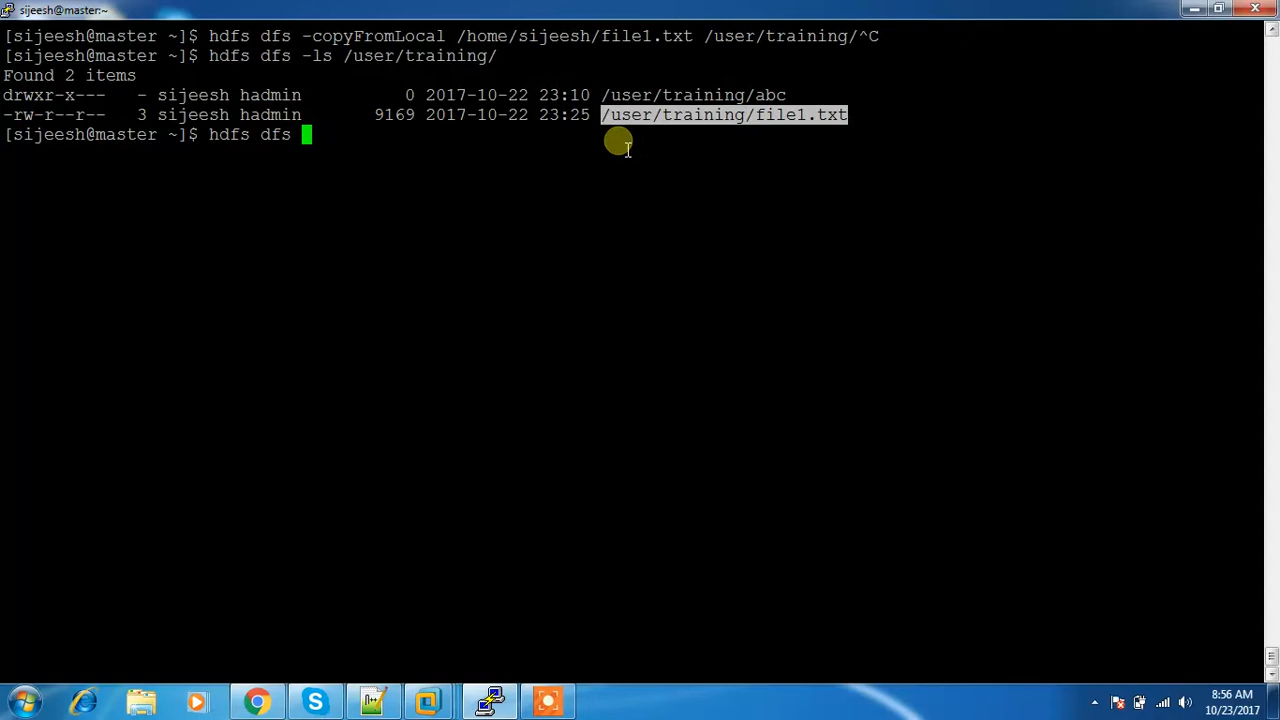 sijeesh@master:~
[sijeesh@master ~]$ hdfs dfs -copyFromLocal /home/sijeesh/file1.txt /user/training/^C
[sijeesh@master ~]$ hdfs dfs -ls /user/training/
Found 2 items
drwxr-x---   - sijeesh hadmin          0 2017-10-22 23:10 /user/training/abc
-rw-r--r--   3 sijeesh hadmin       9169 2017-10-22 23:25 /user/training/file1.txt
[sijeesh@master ~]$ hdfs dfs
8:56 AM
10/23/2017